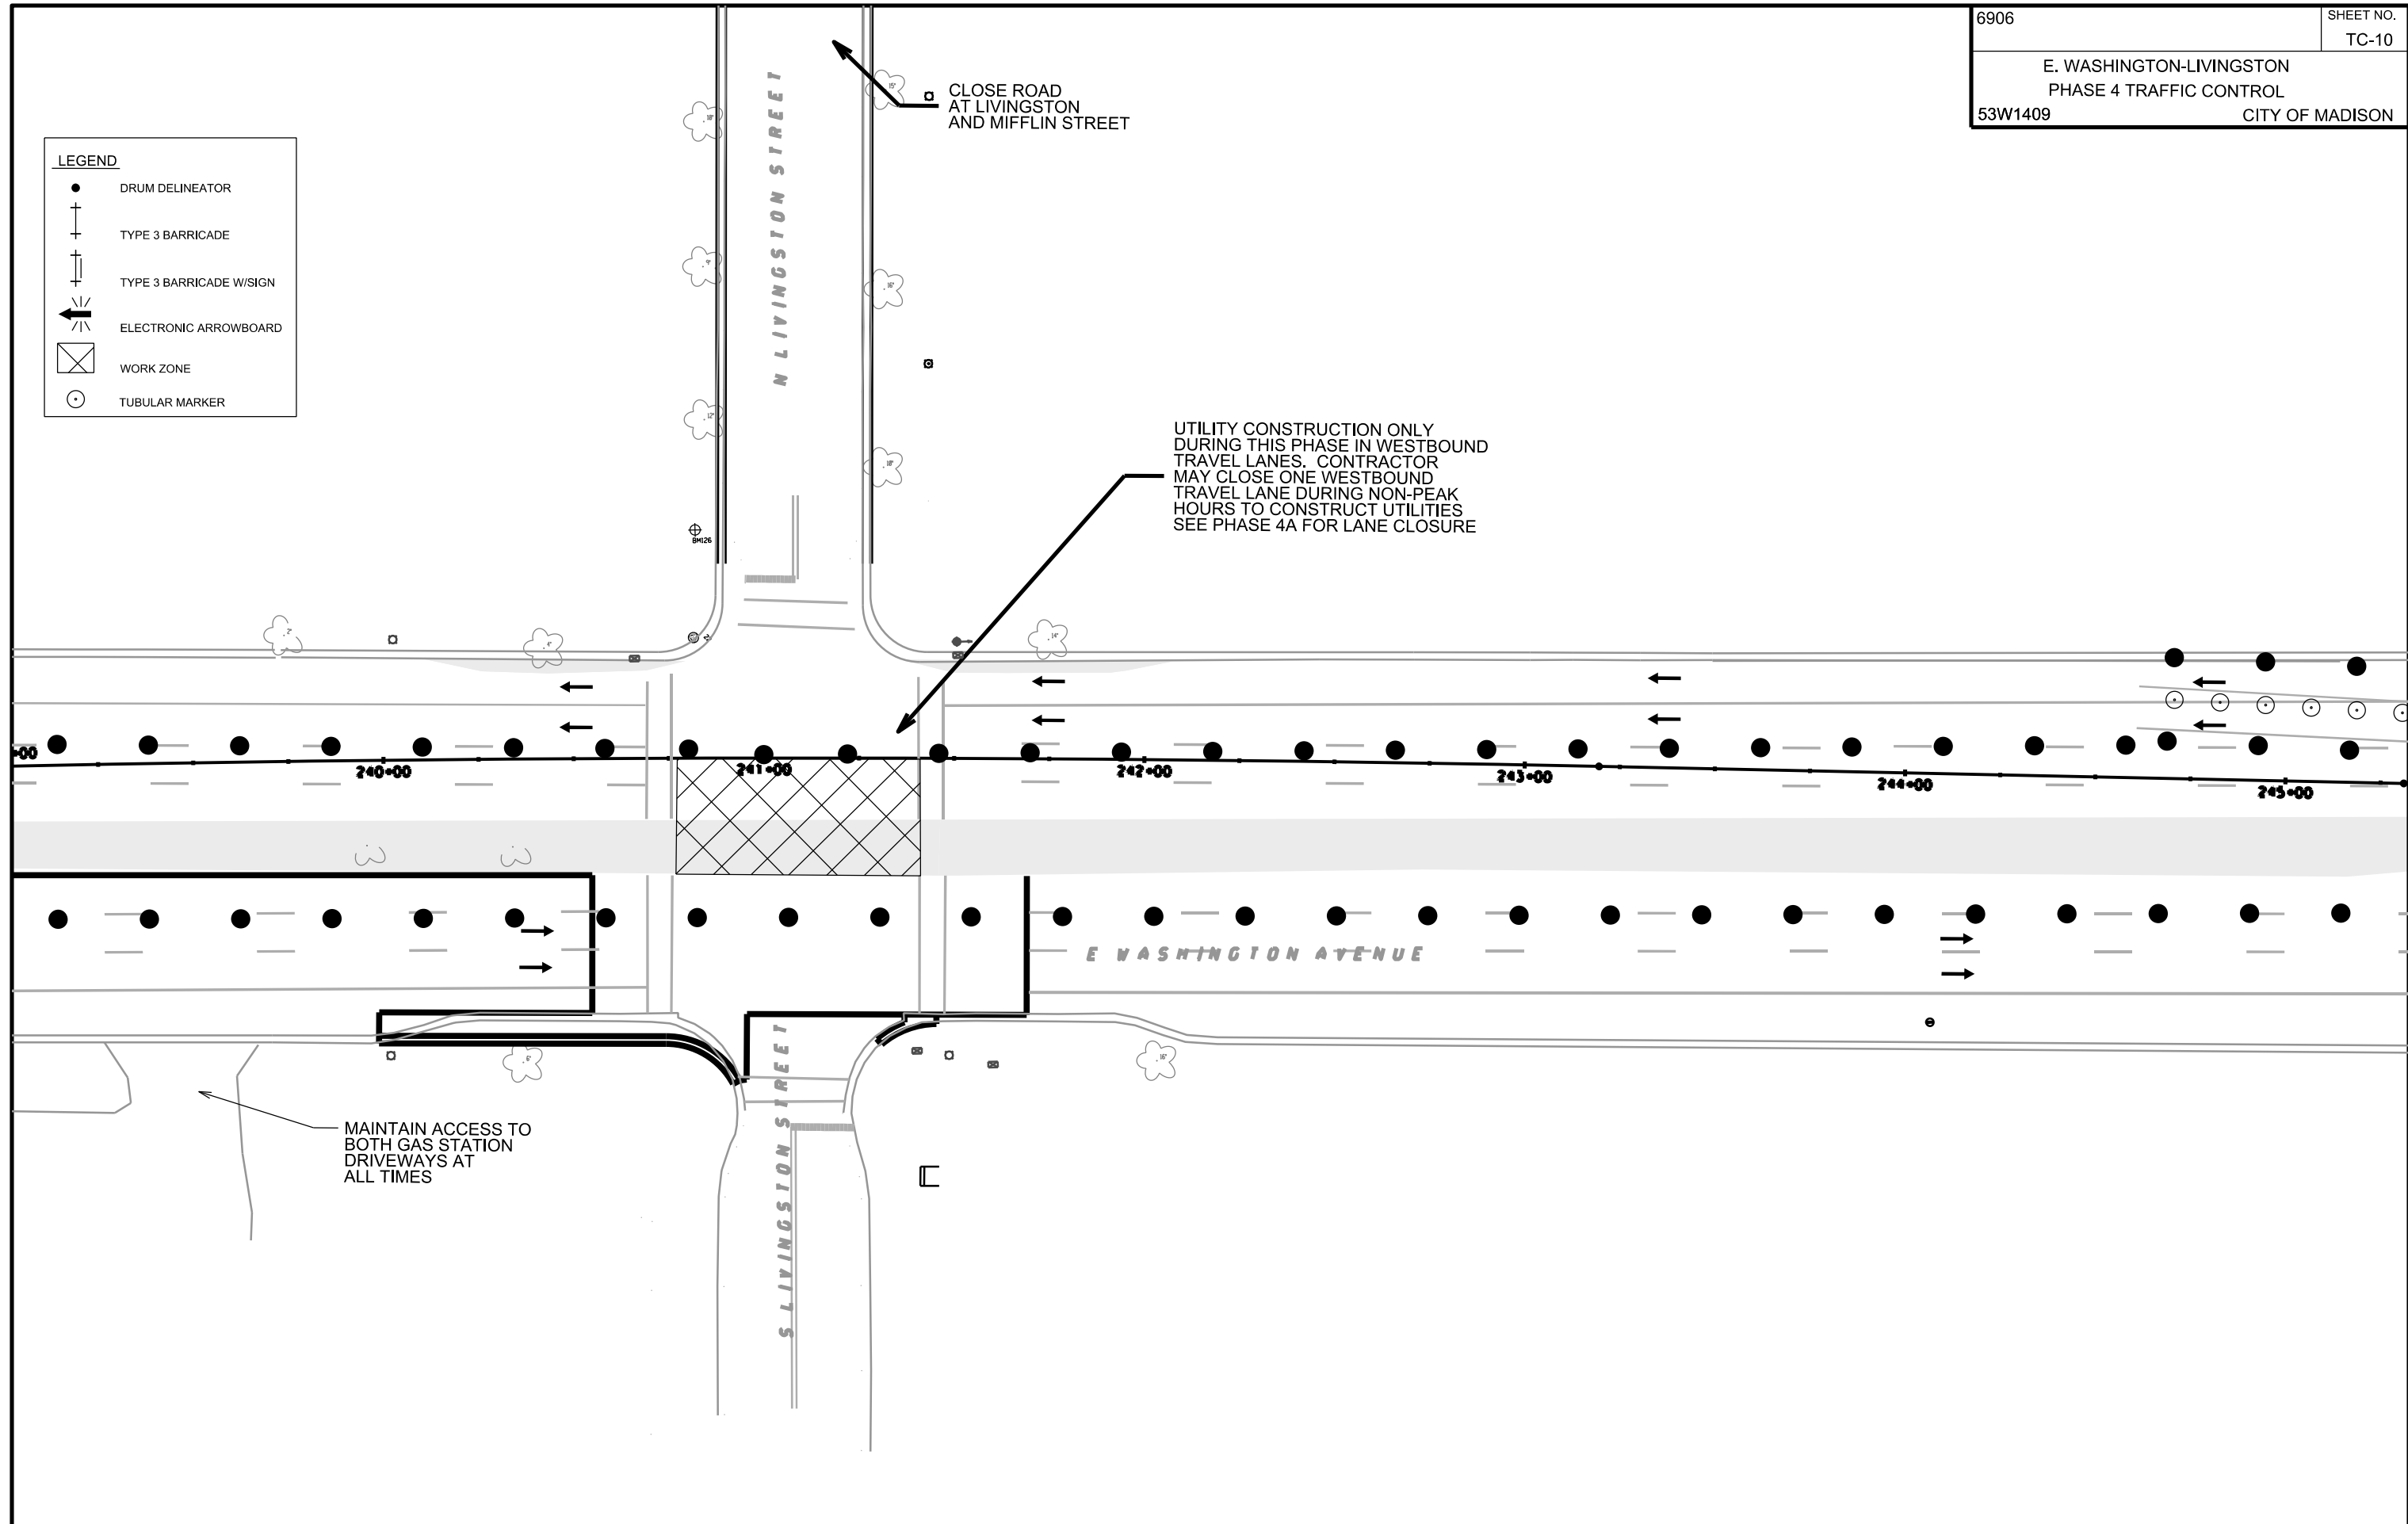 6906
SHEET NO.
TC-10
E. WASHINGTON-LIVINGSTON
PHASE 4 TRAFFIC CONTROL
53W1409 CITY OF MADISON
CLOSE ROAD
AT LIVINGSTON
AND MIFFLIN STREET
LEGEND
DRUM DELINEATOR
TYPE 3 BARRICADE
TYPE 3 BARRICADE W/SIGN
ELECTRONIC ARROWBOARD
WORK ZONE
TUBULAR MARKER
N LIVINGSTON STREET
UTILITY CONSTRUCTION ONLY
DURING THIS PHASE IN WESTBOUND
TRAVEL LANES. CONTRACTOR
MAY CLOSE ONE WESTBOUND
TRAVEL LANE DURING NON-PEAK
HOURS TO CONSTRUCT UTILITIES
SEE PHASE 4A FOR LANE CLOSURE
BM126
+00
240+00
241+00
242+00
243+00
244+00
245+00
E WASHINGTON AVENUE
S LIVINGSTON STREET
MAINTAIN ACCESS TO
BOTH GAS STATION
DRIVEWAYS AT
ALL TIMES